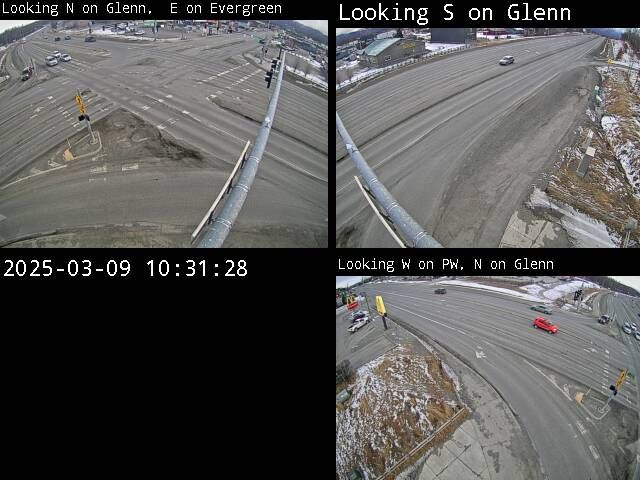 Looking N on Glenn,  E on Evergreen
Looking S on Glenn
2025-03-09 10:31:28
Looking W on PW, N on Glenn